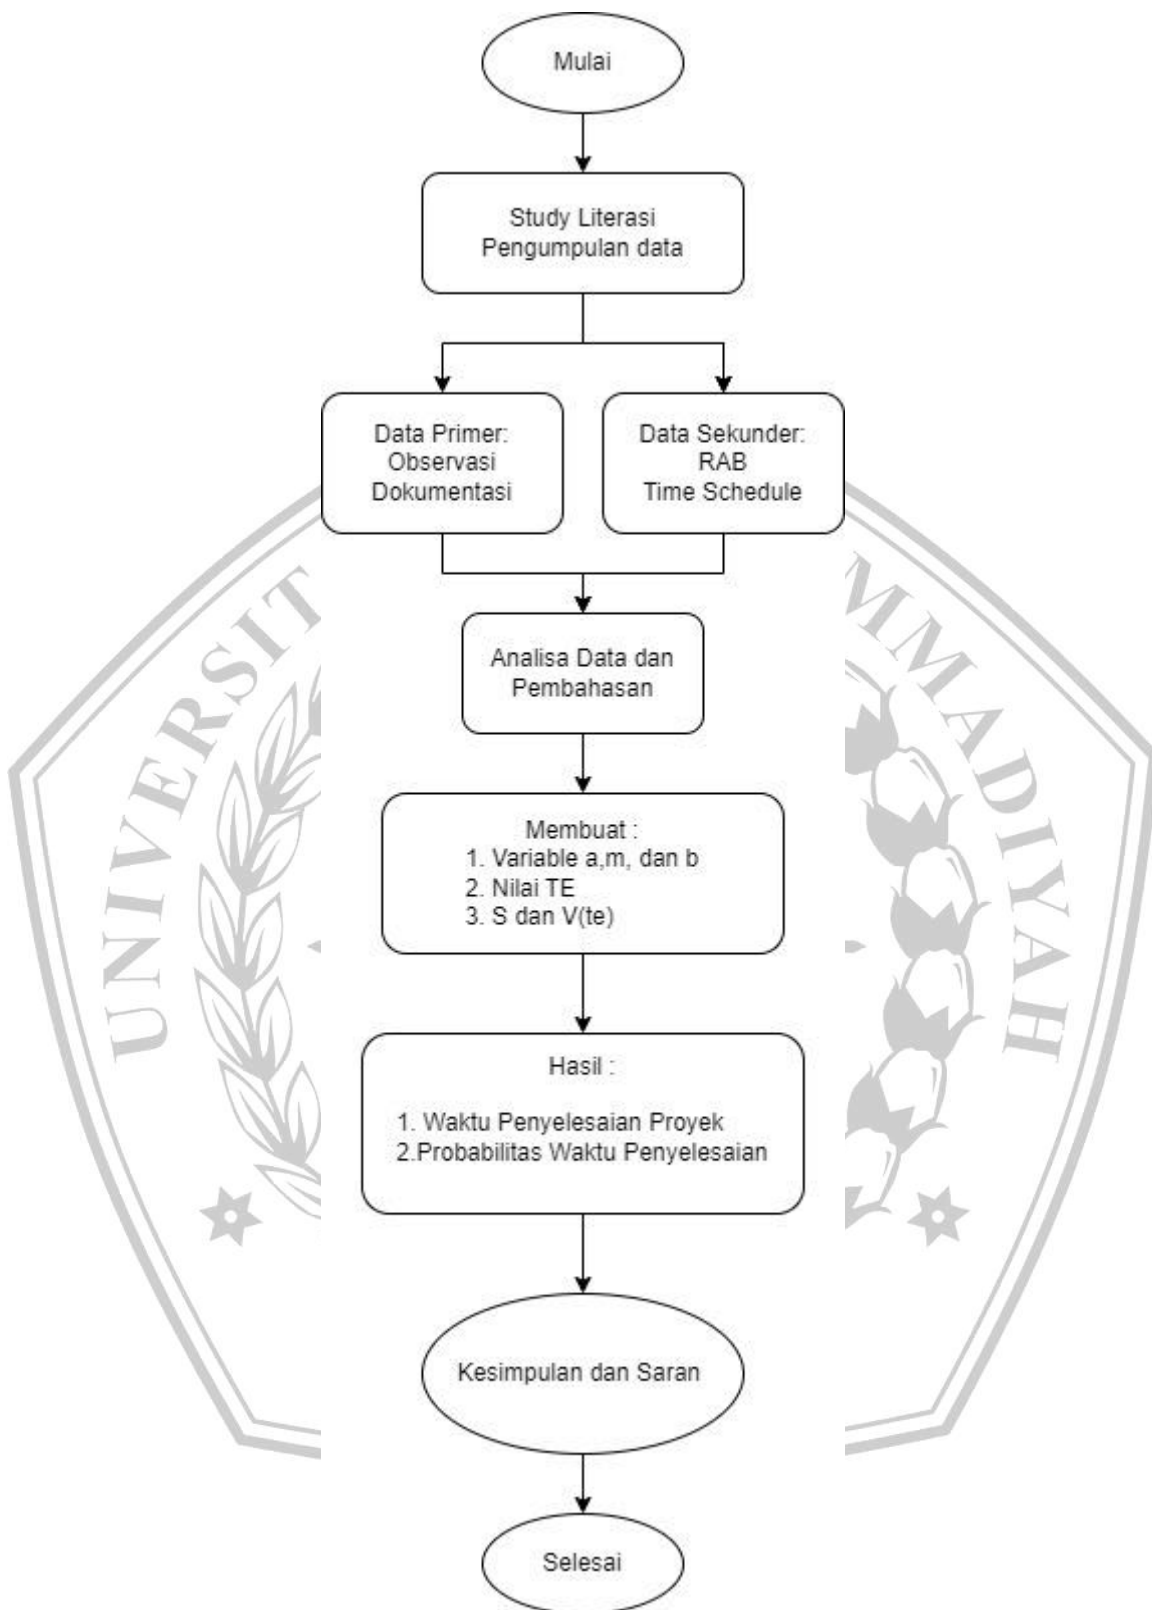 Mulai
Study Literasi
Pengumpulan data
Data Primer:
Observasi
Dokumentasi
Data Sekunder:
RAB
Time Schedule
UNIVERSIT
MMADIYAH
Analisa Data dan
Pembahasan
Membuat :
1. Variable a,m, dan b
2. Nilai TE
3. S dan V(te)
Hasil :
1. Waktu Penyelesaian Proyek
2.Probabilitas Waktu Penyelesaian
Kesimpulan dan Saran
Selesai